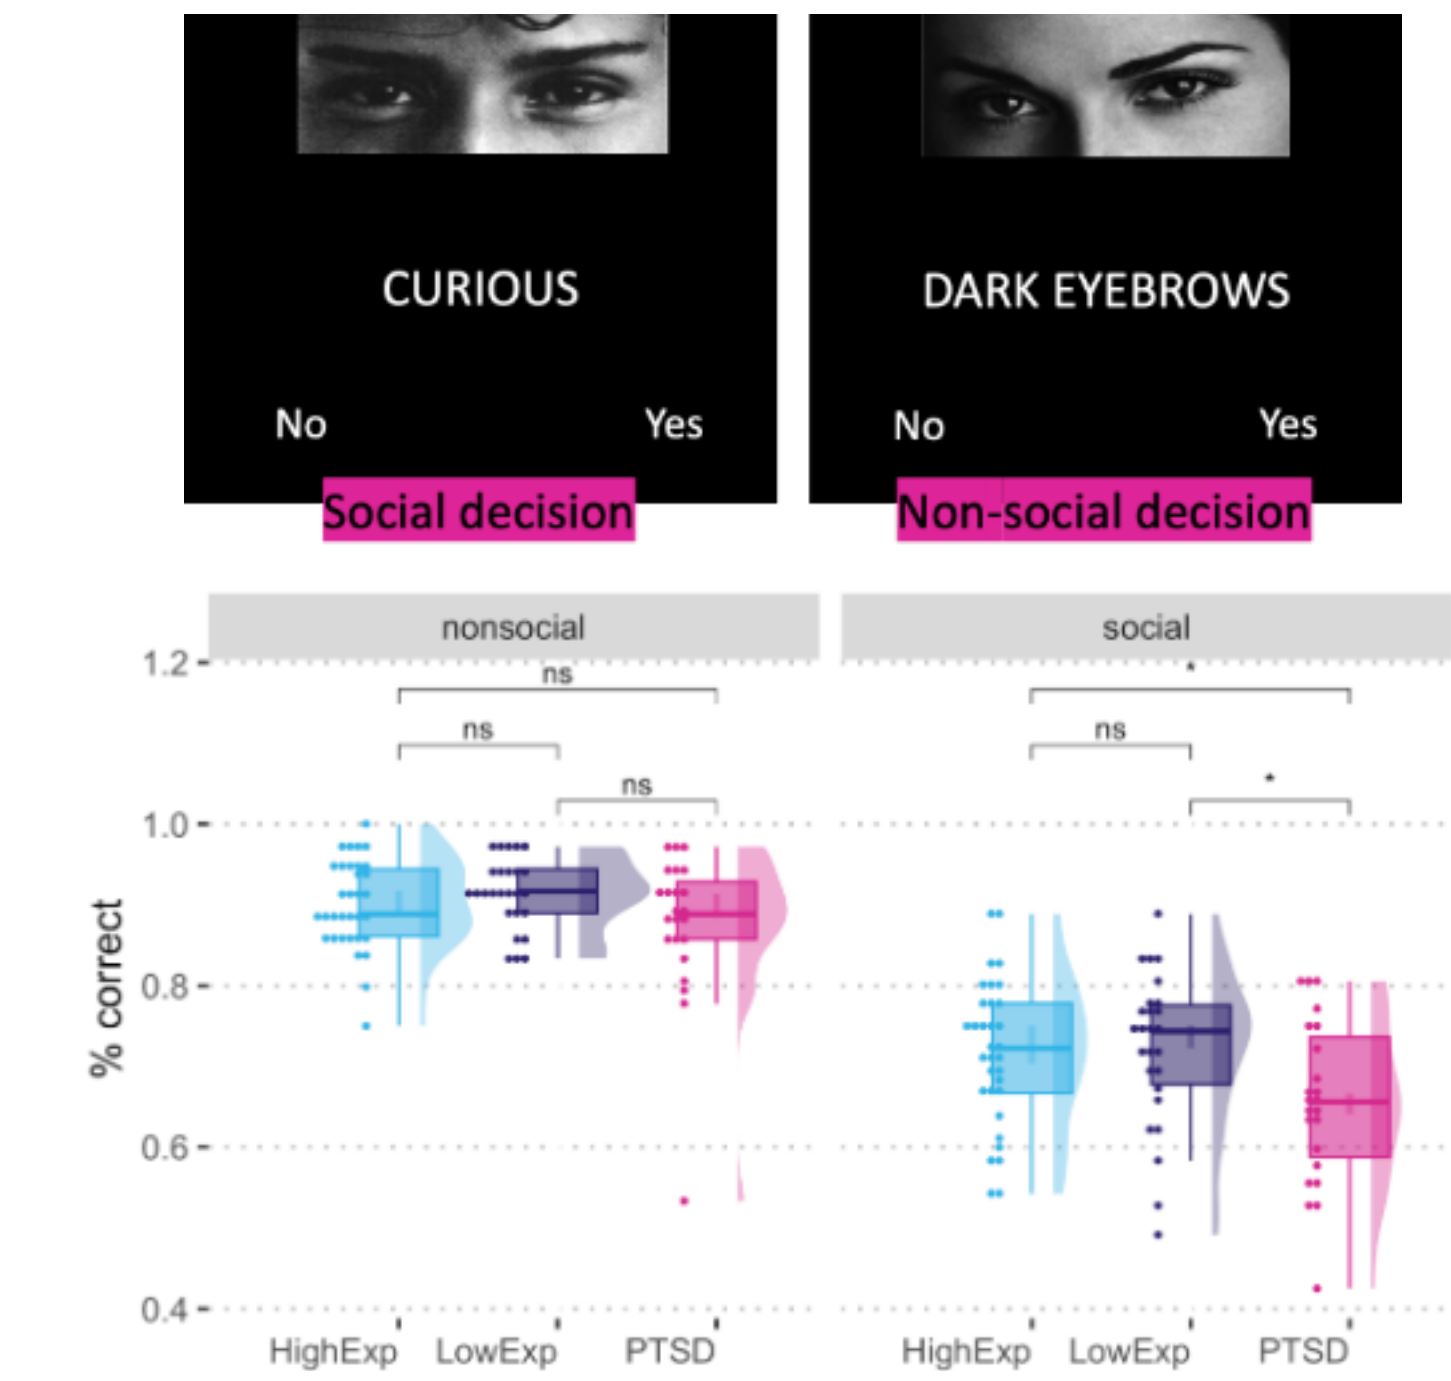 CURIOUS
No Yes
Social decision
DARK EYEBROWS
No Yes
Non-social decision
nonsocial
social
1.2
1.0
0.8
0.6
0.4
% correct
ns
ns
ns
*
ns
*
HighExp LowExp PTSD
HighExp LowExp PTSD